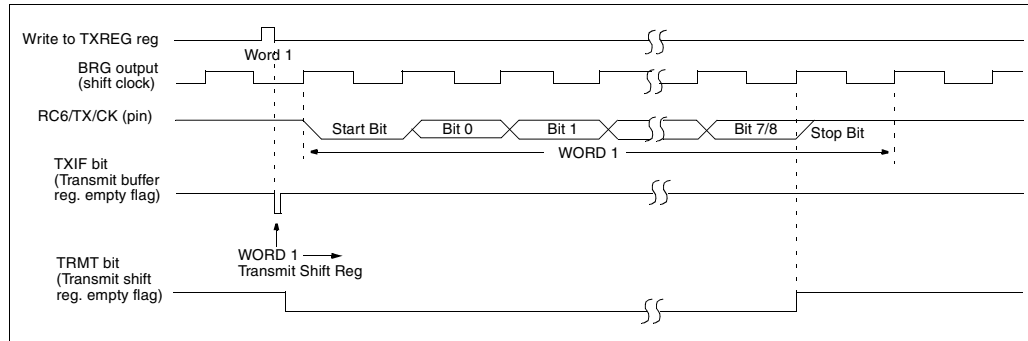 Write to TXREG reg
Word 1
BRG output
(shift clock)
RC6/TX/CK (pin)
Start Bit
Bit 0
Bit 1
Bit 7/8
Stop Bit
WORD 1
TXIF bit
(Transmit buffer
reg. empty flag)
WORD 1
Transmit Shift Reg
TRMT bit
(Transmit shift
reg. empty flag)